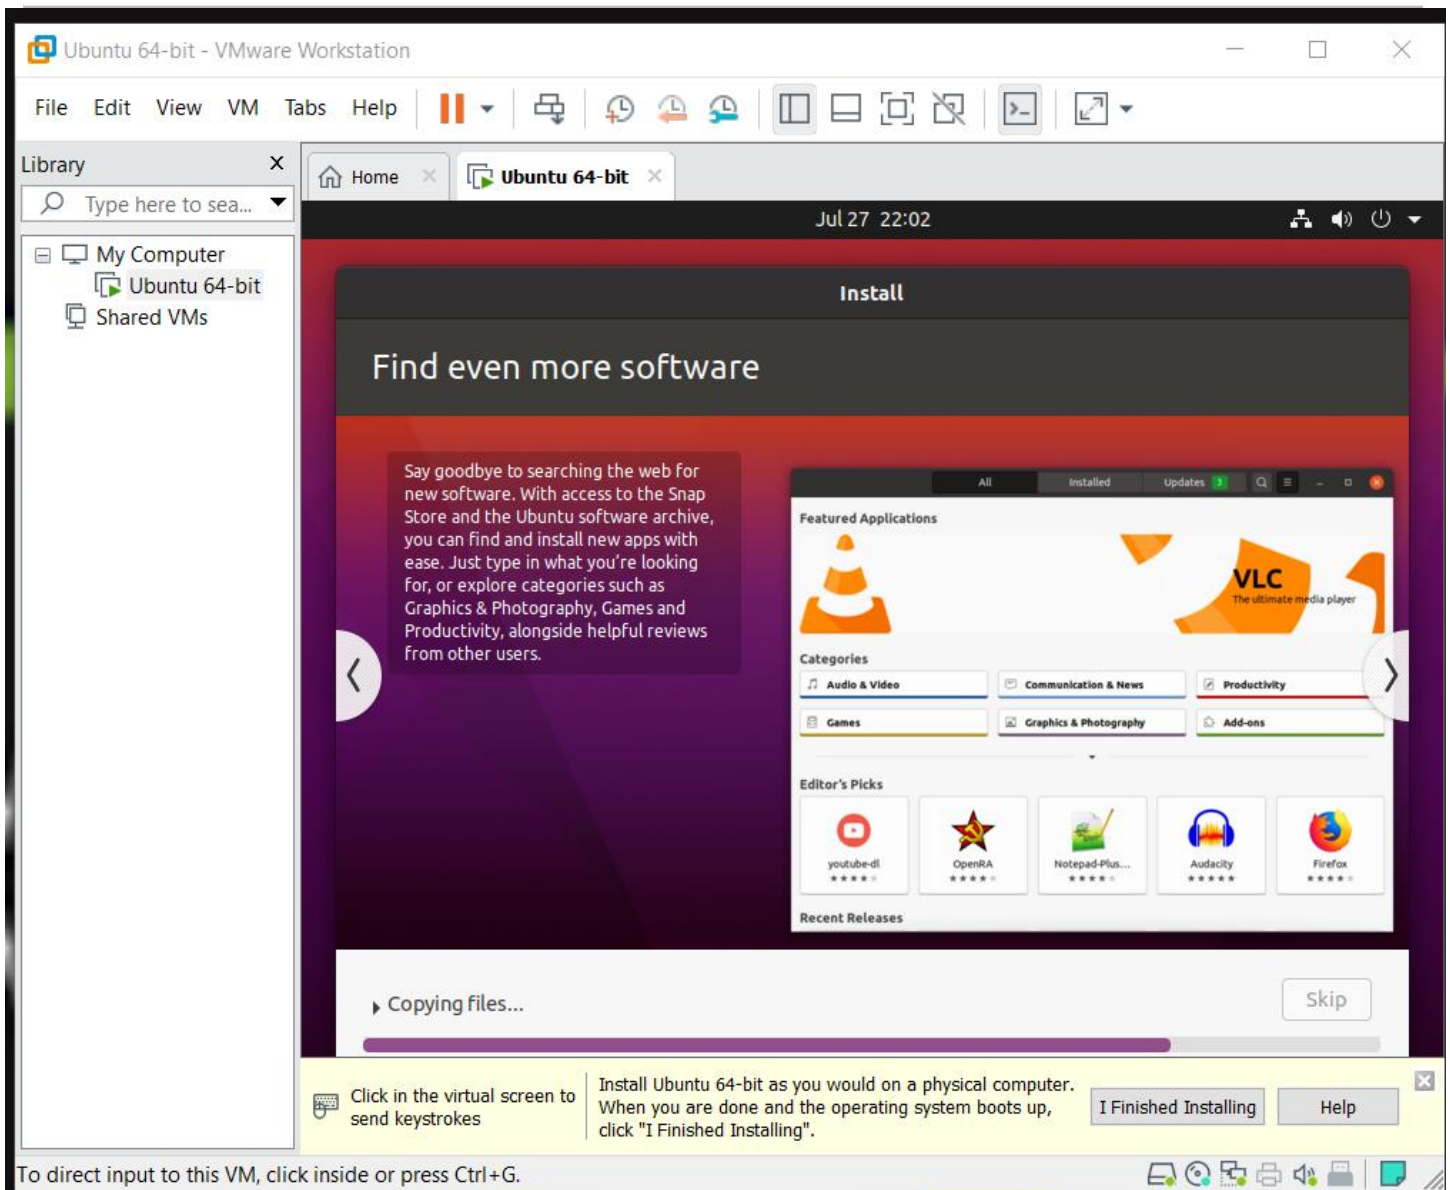 Ubuntu 64-bit - VMware Workstation
File Edit View VM Tabs Help
Library X
Type here to sea...
My Computer
Ubuntu 64-bit
Shared VMs
Home
Ubuntu 64-bit
Jul 27 22:02
Install
Find even more software
Say goodbye to searching the web for
new software. With access to the Snap
Store and the Ubuntu software archive,
you can find and install new apps with
ease. Just type in what you're looking
for, or explore categories such as
Graphics & Photography, Games and
Productivity, alongside helpful reviews
from other users.
All Installed Updates 3
Featured Applications
VLC
The ultimate media player
Categories
Audio & Video Communication & News Productivity
Games Graphics & Photography Add-ons
Editor's Picks
youtube-dl OpenRA Notepad-Plus... Audacity Firefox
Recent Releases
Copying files...
Skip
Click in the virtual screen to
send keystrokes
Install Ubuntu 64-bit as you would on a physical computer.
When you are done and the operating system boots up,
click "I Finished Installing".
I Finished Installing Help
To direct input to this VM, click inside or press Ctrl+G.